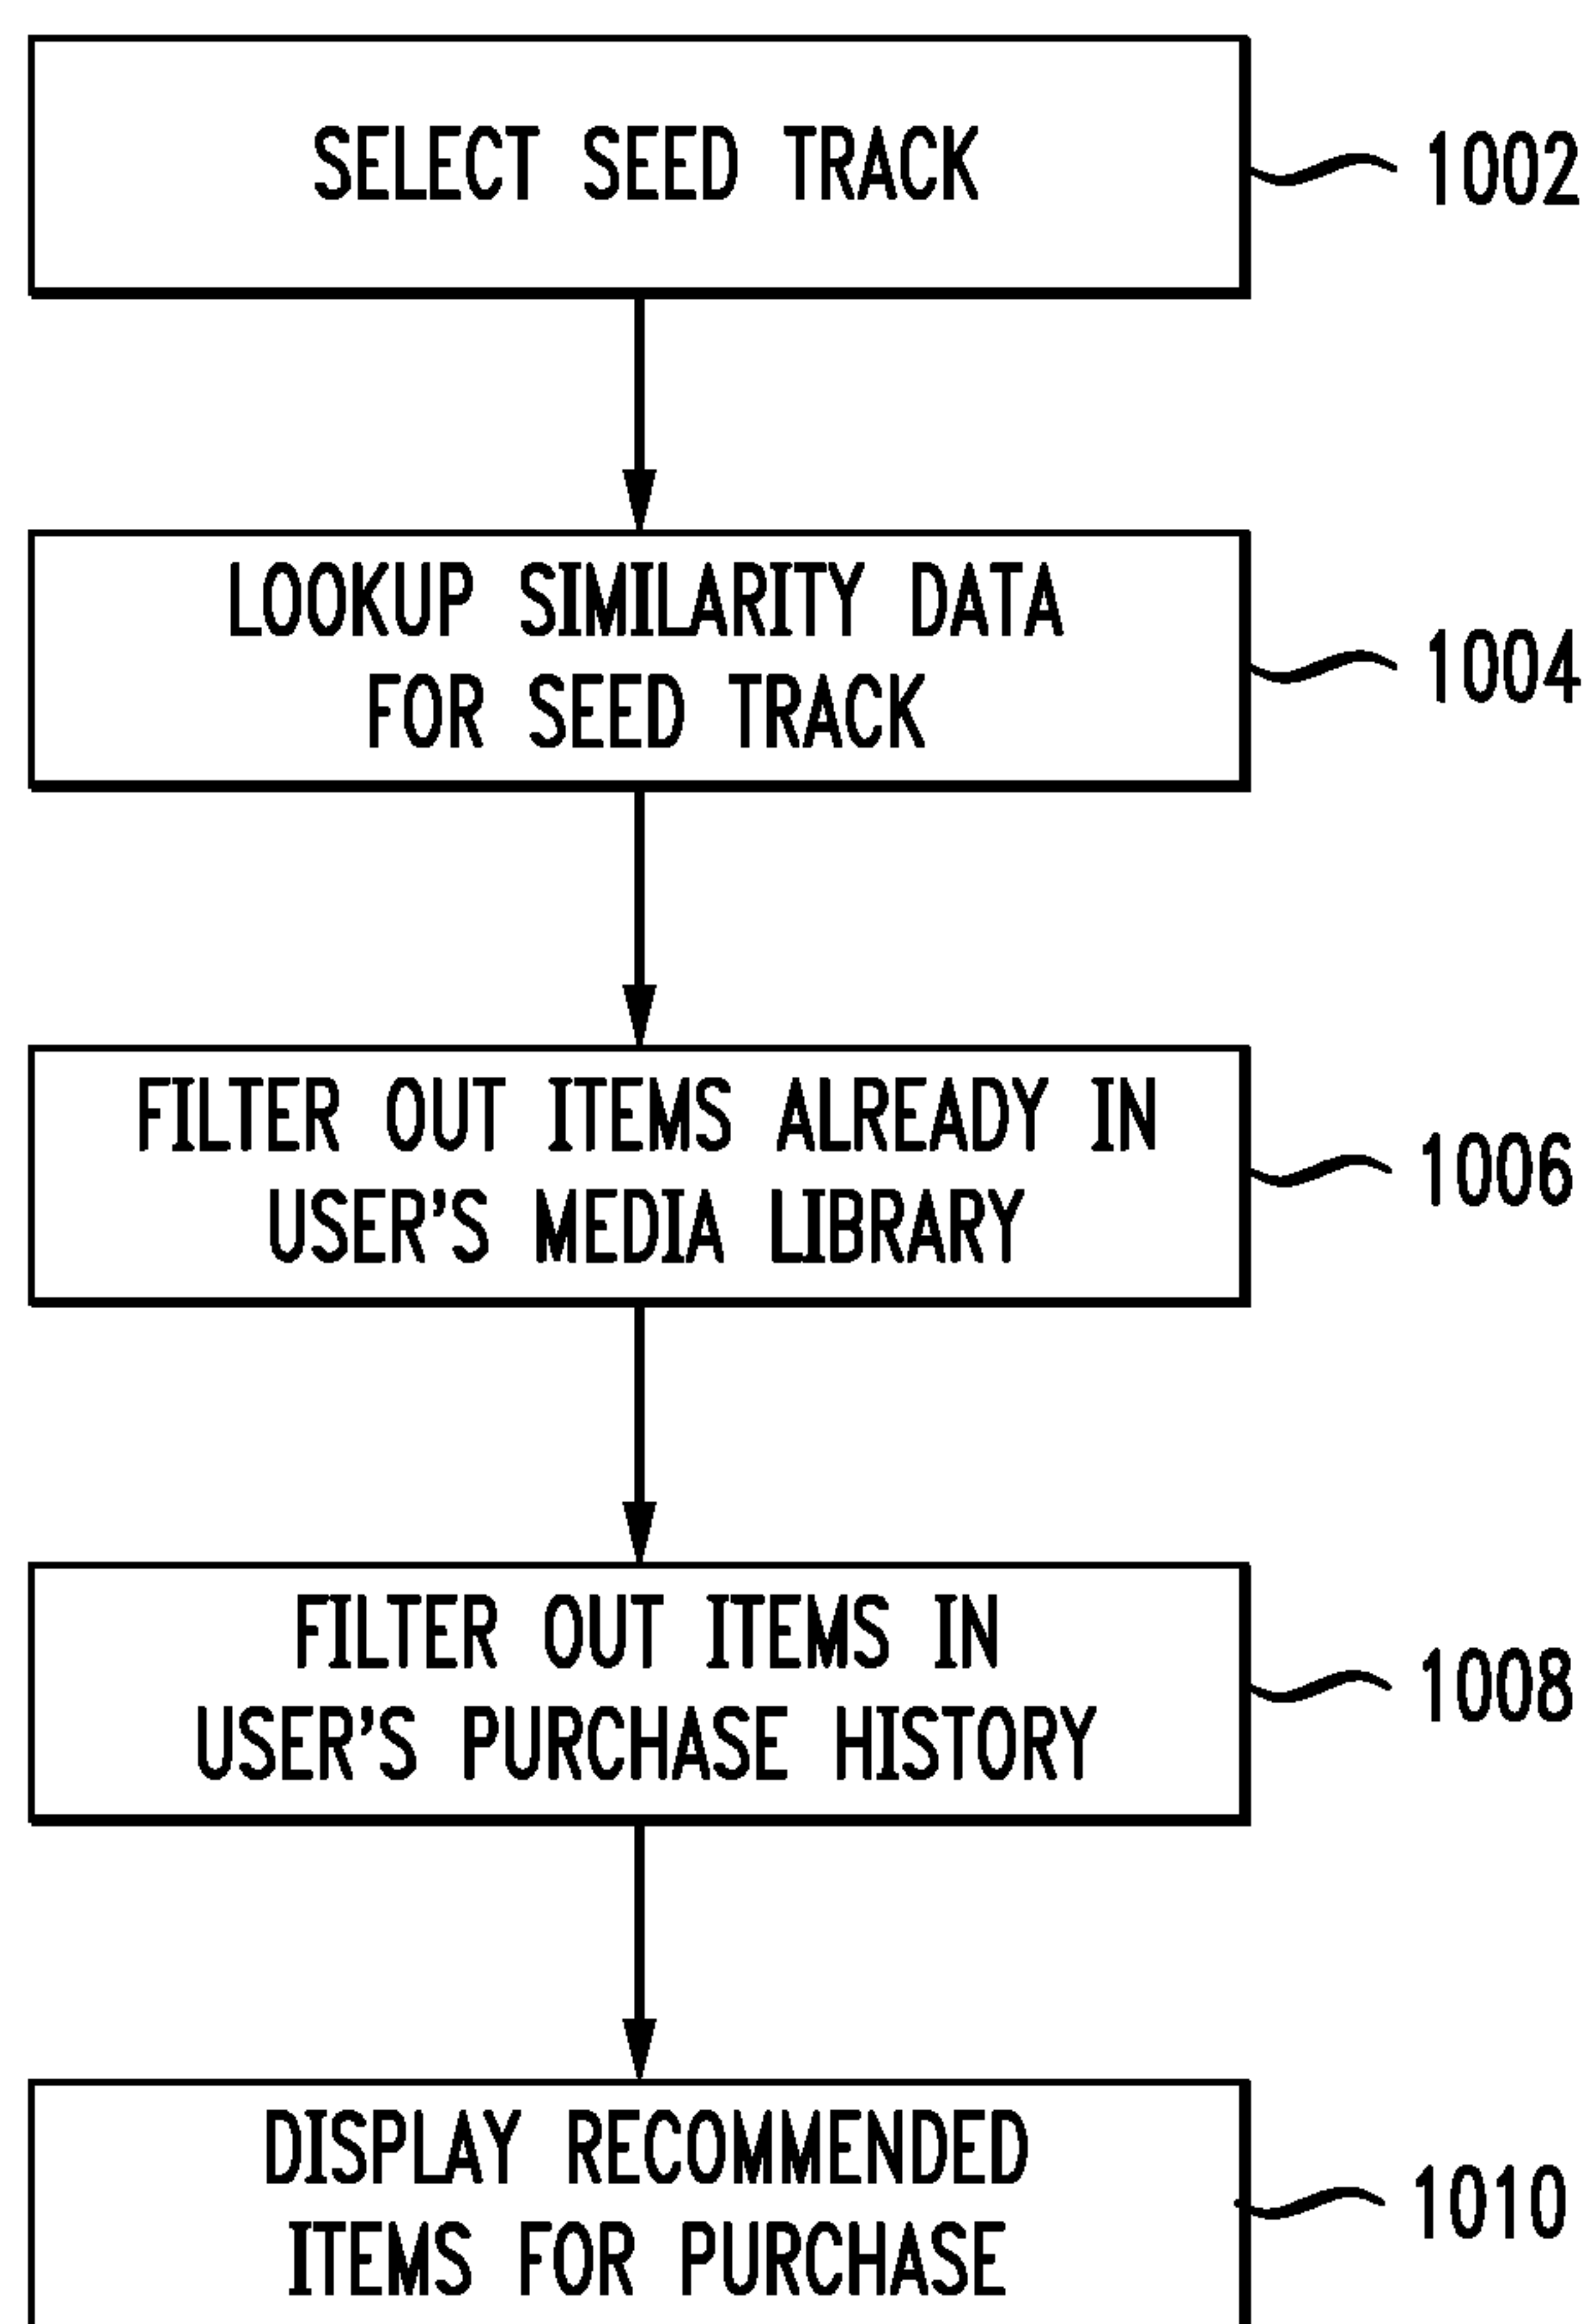 SELECT SEED TRACK
1002
LOOKUP SIMILARITY DATA
FOR SEED TRACK
1004
FILTER OUT ITEMS ALREADY IN
USER'S MEDIA LIBRARY
1006
FILTER OUT ITEMS IN
USER'S PURCHASE HISTORY
1008
DISPLAY RECOMMENDED
ITEMS FOR PURCHASE
1010